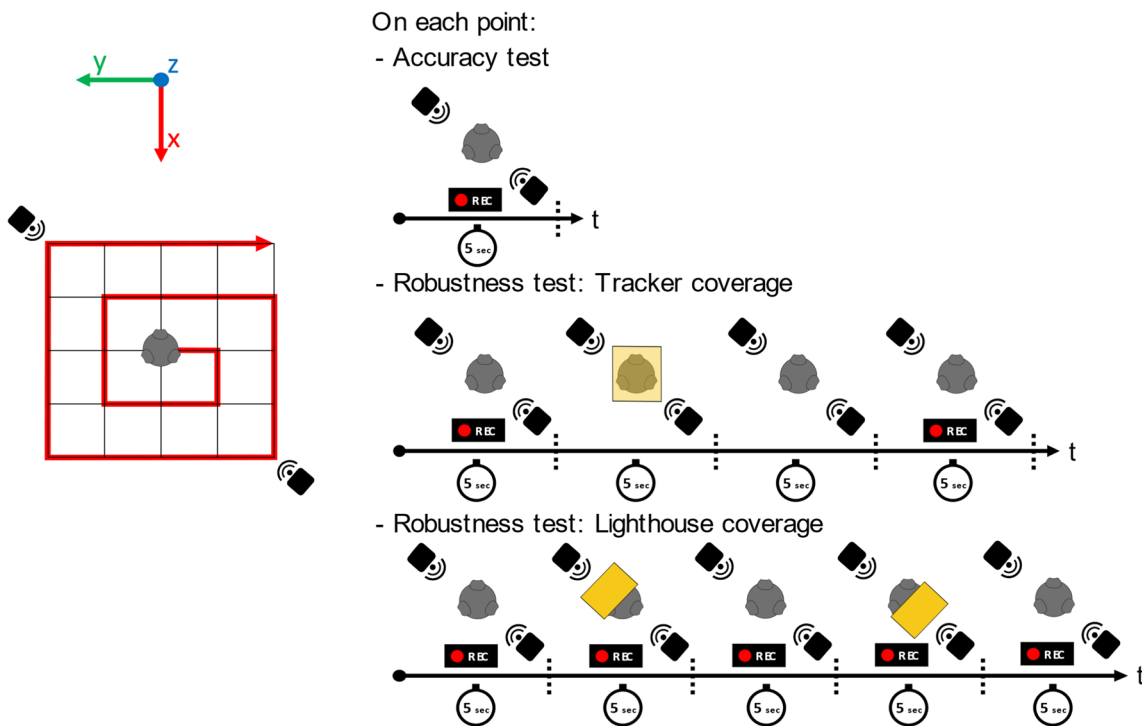 On each point:
- Accuracy test
y
z
x
REC
t
5 sec
- Robustness test: Tracker coverage
REC
REC
t
5 sec
5 sec
5 sec
5 sec
- Robustness test: Lighthouse coverage
REC
REC
REC
REC
REC
t
5 sec
5 sec
5 sec
5 sec
5 sec